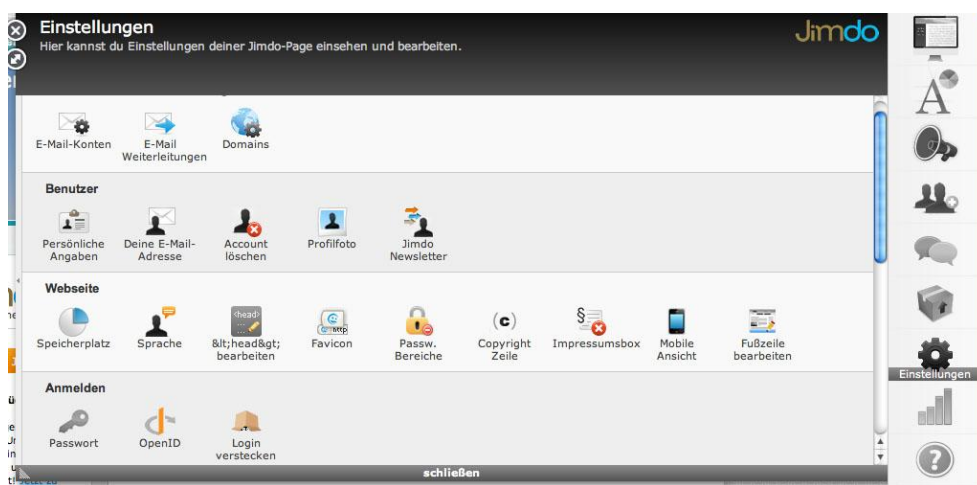 Einstellungen
Hier kannst du Einstellungen deiner Jimdo-Page einsehen und bearbeiten.
Jimdo
E-Mail-Konten
E-Mail
Weiterleitungen
Domains
Benutzer
Persönliche
Angaben
Deine E-Mail-
Adresse
Account
löschen
Profilfoto
Jimdo
Newsletter
Webseite
Speicherplatz
Sprache
<head>
&lt;head&gt;
bearbeiten
http
Favicon
Passw.
Bereiche
(c)
Copyright
Zeile
§
Impressumsbox
Mobile
Ansicht
Fußzeile
bearbeiten
Anmelden
Passwort
OpenID
Login
verstecken
schließen
A
Einstellungen
?